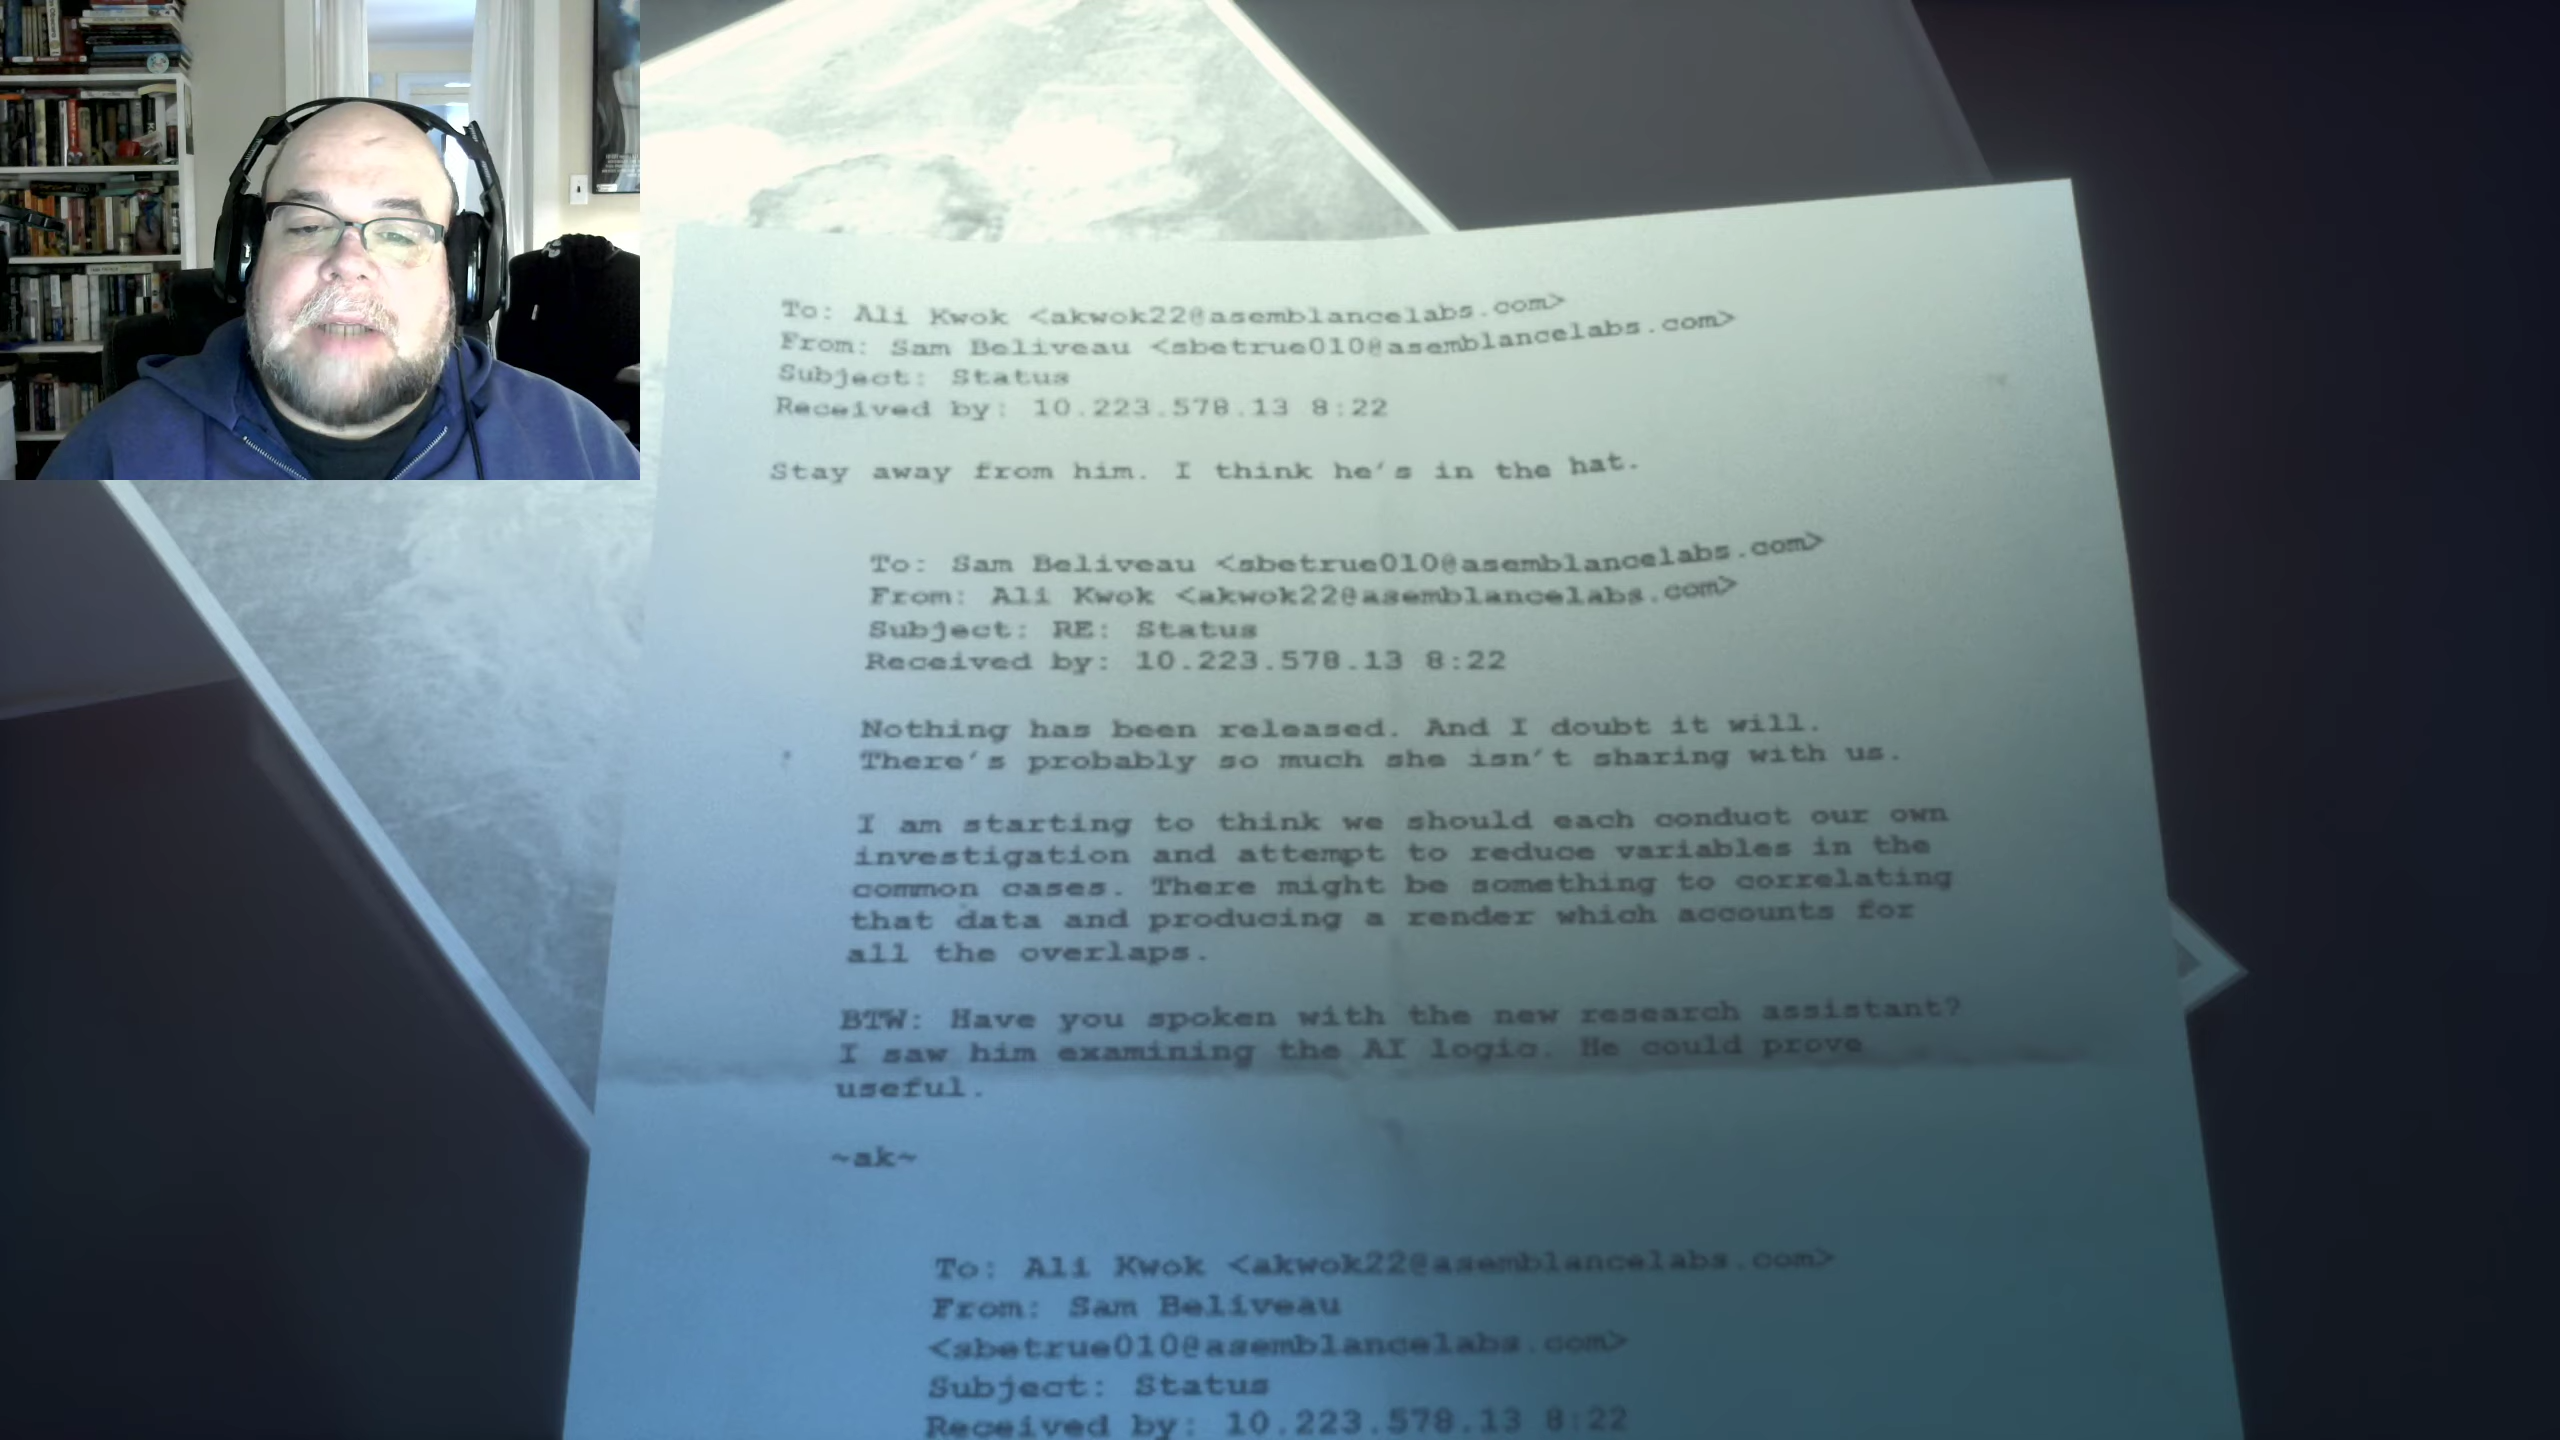 To: Ali Kwok <akwok22@asemblancelabs.com>
From: Sam Beliveau <sbetrue010@asemblancelabs.com>
Subject: Status
Received by: 10.223.578.13 8:22
Stay away from him. I think he's in the hat.
To: Sam Beliveau <sbetrue010@asemblancelabs.com>
From: Ali Kwok <akwok22@asemblancelabs.com>
Subject: RE: Status
Received by: 10.223.578.13 8:22
Nothing has been released. And I doubt it will.
There's probably so much she isn't sharing with us.
I am starting to think we should each conduct our own
investigation and attempt to reduce variables in the
common cases. There might be something to correlating
that data and producing a render which accounts for
all the overlaps.
BTW: Have you spoken with the new research assistant?
I saw him examining the AI logic. He could prove
useful.
~ak~
To: Ali Kwok <akwok22@asemblancelabs.com>
From: Sam Beliveau
<sbetrue010@asemblancelabs.com>
Subject: Status
Received by: 10.223.578.13 8:22